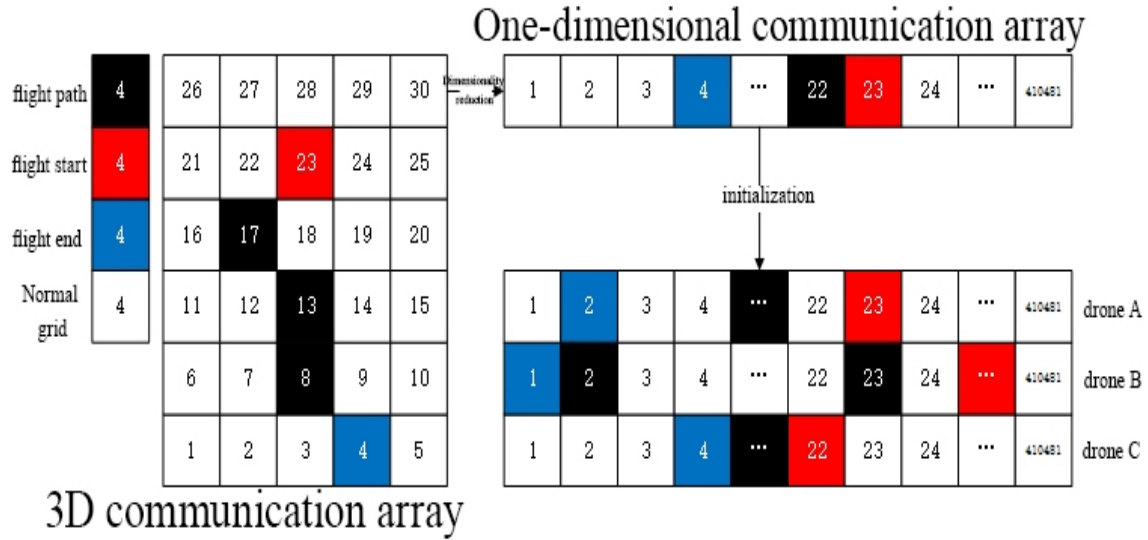 One-dimensional communication array
flight path 4
flight start 4
flight end 4
Normal
grid 4
26 27 28 29 30
21 22 23 24 25
16 17 18 19 20
11 12 13 14 15
6 7 8 9 10
1 2 3 4 5
3D communication array
Dimensionality
reduction
1 2 3 4 ... 22 23 24 ... 410481
initialization
1 2 3 4 ... 22 23 24 ... 410481 drone A
1 2 3 4 ... 22 23 24 ... 410481 drone B
1 2 3 4 ... 22 23 24 ... 410481 drone C